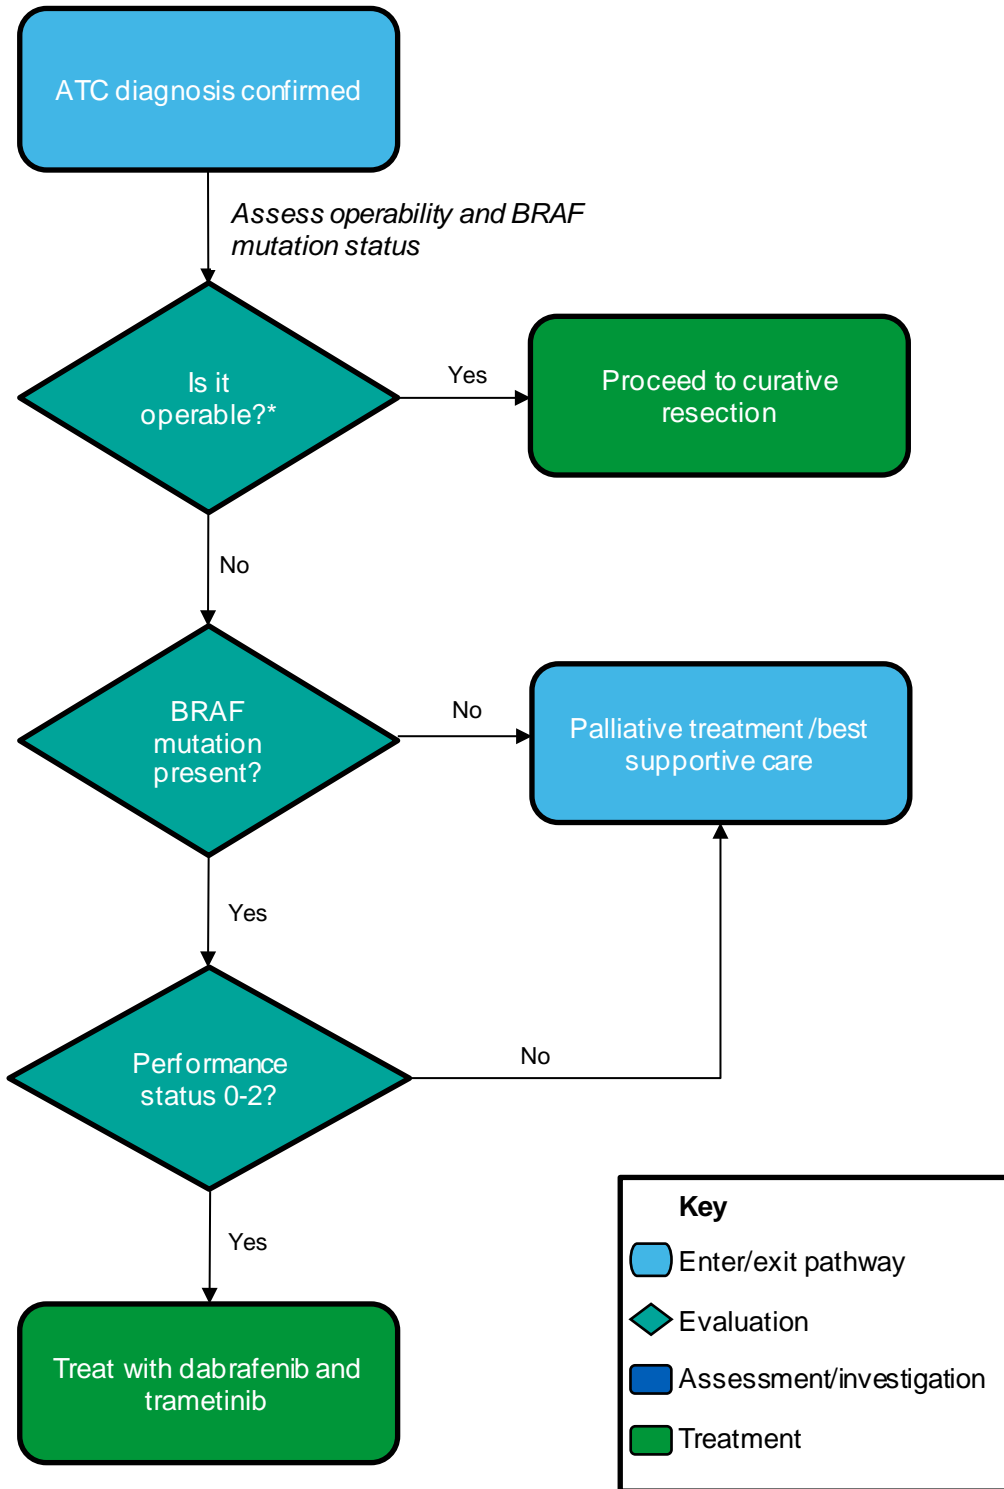 ATC diagnosis confirmed
Assess operability and BRAF
mutation status
Is it
operable?*
Yes
Proceed to curative
resection
No
BRAF
mutation
present?
No
Palliative treatment /best
supportive care
Yes
Performance
status 0-2?
No
Yes
Treat with dabrafenib and
trametinib
Key
Enter/exit pathway
Evaluation
Assessment/investigation
Treatment